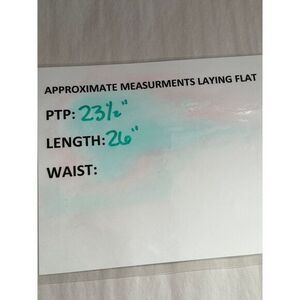 APPROXIMATE MEASURMENTS LAYING FLAT
PTP: 23½"
LENGTH: 26"
WAIST: